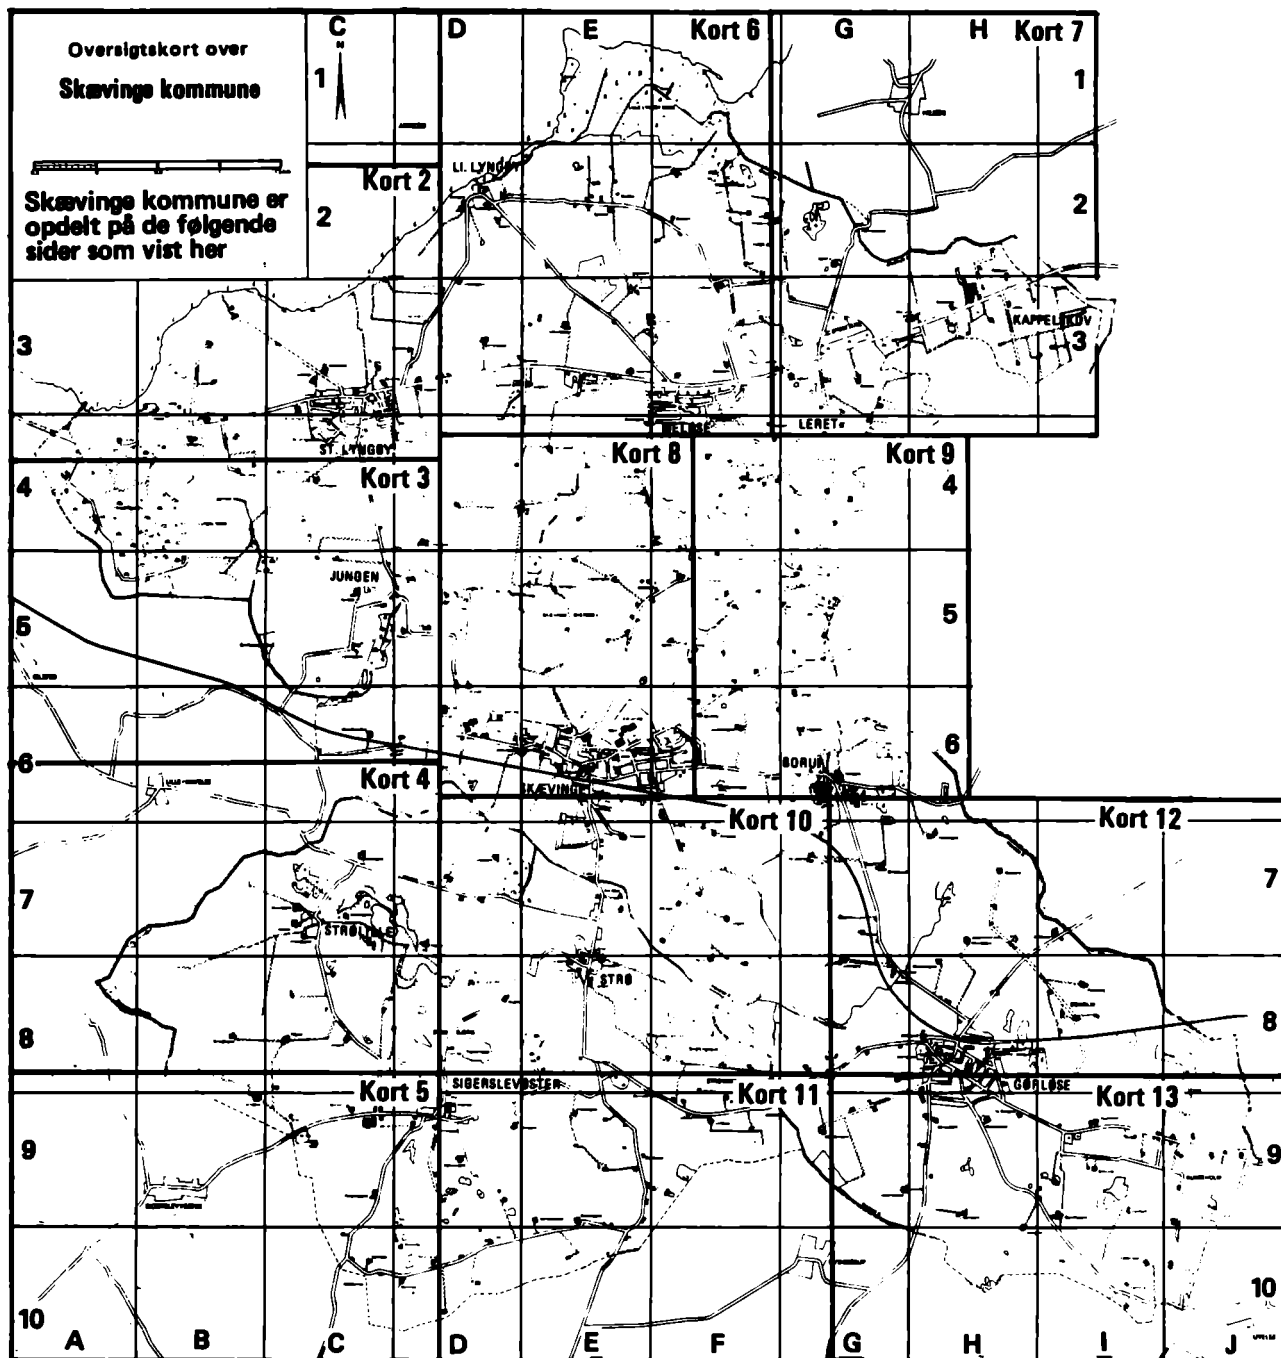 Oversigtskort over
Skævinge kommune
Skævinge kommune er
opdelt på de følgende
sider som vist her
C
D
E
Kort 6
G
H
Kort 7
N
1
1
LI. LYNGBY
Kort 2
2
2
KAPPELSKOV
3
3
MELØSE
LERET
ST. LYNGBY
Kort 8
Kort 9
4
Kort 3
4
JUNGEN
5
5
6
BORUP
6
Kort 4
SKÆVINGE
Kort 10
Kort 12
7
7
STRØLILLE
STRØ
8
8
SIGERSLEVØSTER
GØRLØSE
Kort 5
Kort 11
Kort 13
9
9
10
10
A
B
C
D
E
F
G
H
I
J